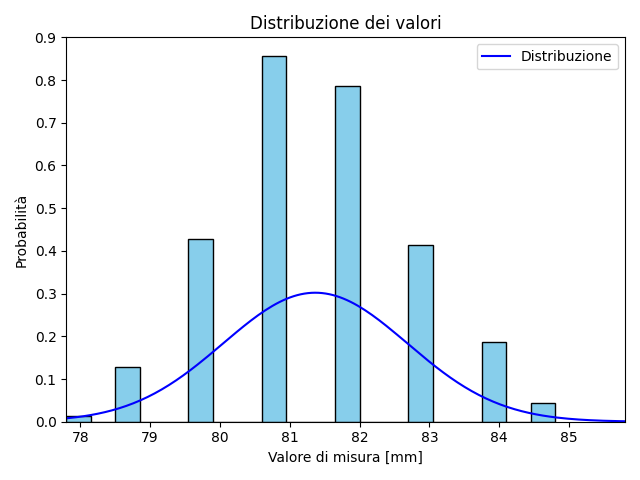 Distribuzione dei valori
Distribuzione
Probabilità
0.9
0.8
0.7
0.6
0.5
0.4
0.3
0.2
0.1
0.0
78 79 80 81 82 83 84 85
Valore di misura [mm]